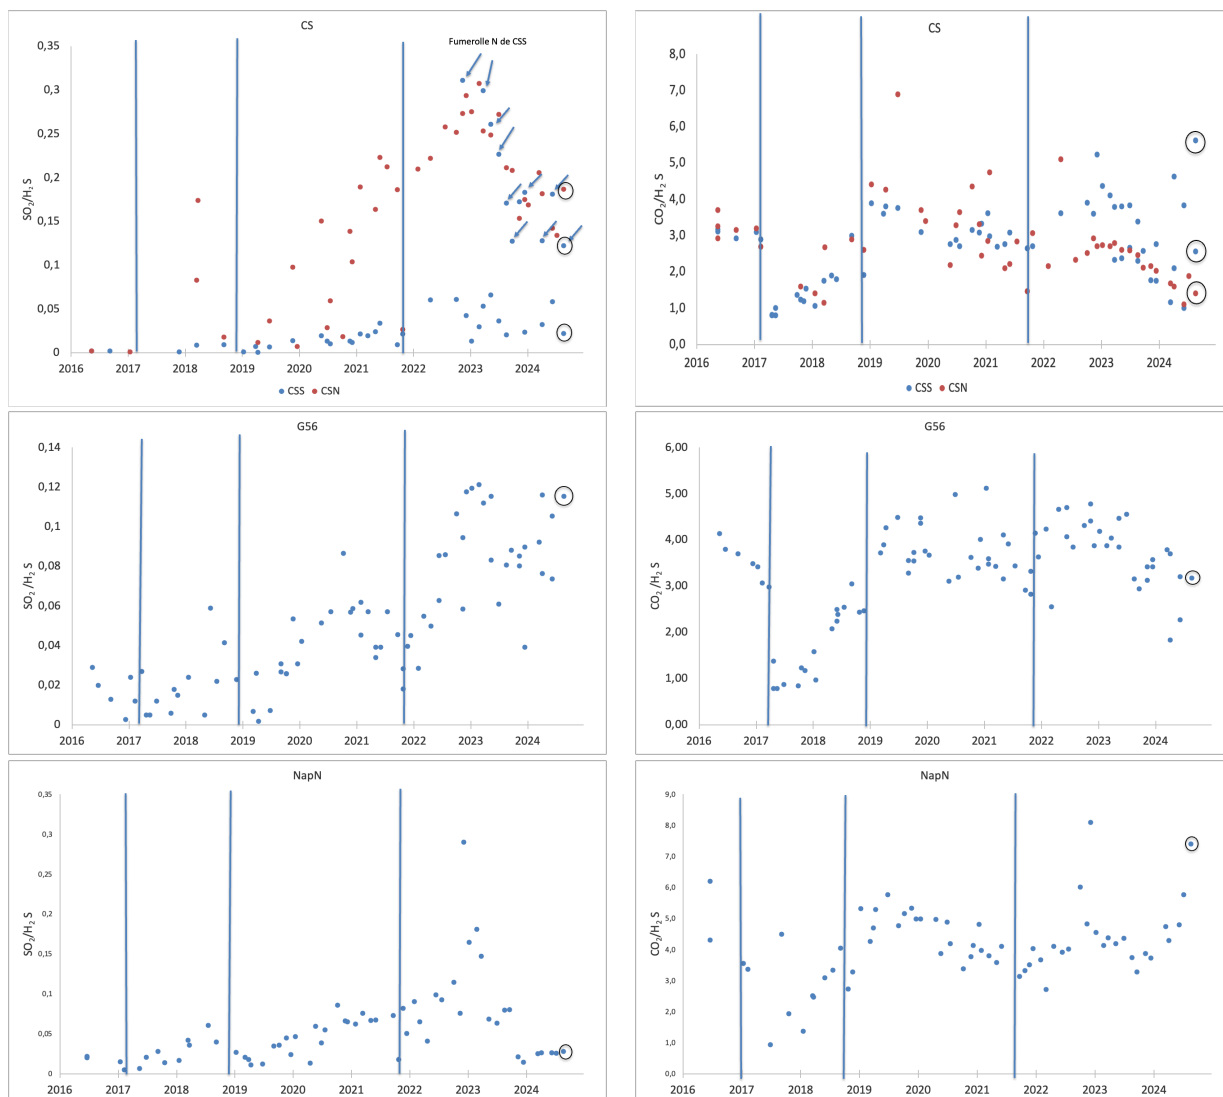 CS
Fumerolle N de CSS
SO2/H2 S
0,35
0,3
0,25
0,2
0,15
0,1
0,05
0
2016 2017 2018 2019 2020 2021 2022 2023 2024
CSS CSN
CS
CO2/H2 S
8,0
7,0
6,0
5,0
4,0
3,0
2,0
1,0
0,0
2016 2017 2018 2019 2020 2021 2022 2023 2024
CSS CSN
G56
SO2 /H2 S
0,14
0,12
0,1
0,08
0,06
0,04
0,02
0
2016 2017 2018 2019 2020 2021 2022 2023 2024
G56
CO2/H2 S
6,00
5,00
4,00
3,00
2,00
1,00
0,00
2016 2017 2018 2019 2020 2021 2022 2023 2024
NapN
SO2/H2 S
0,35
0,3
0,25
0,2
0,15
0,1
0,05
0
2016 2017 2018 2019 2020 2021 2022 2023 2024
NapN
CO2/H2 S
9,0
8,0
7,0
6,0
5,0
4,0
3,0
2,0
1,0
0,0
2016 2017 2018 2019 2020 2021 2022 2023 2024